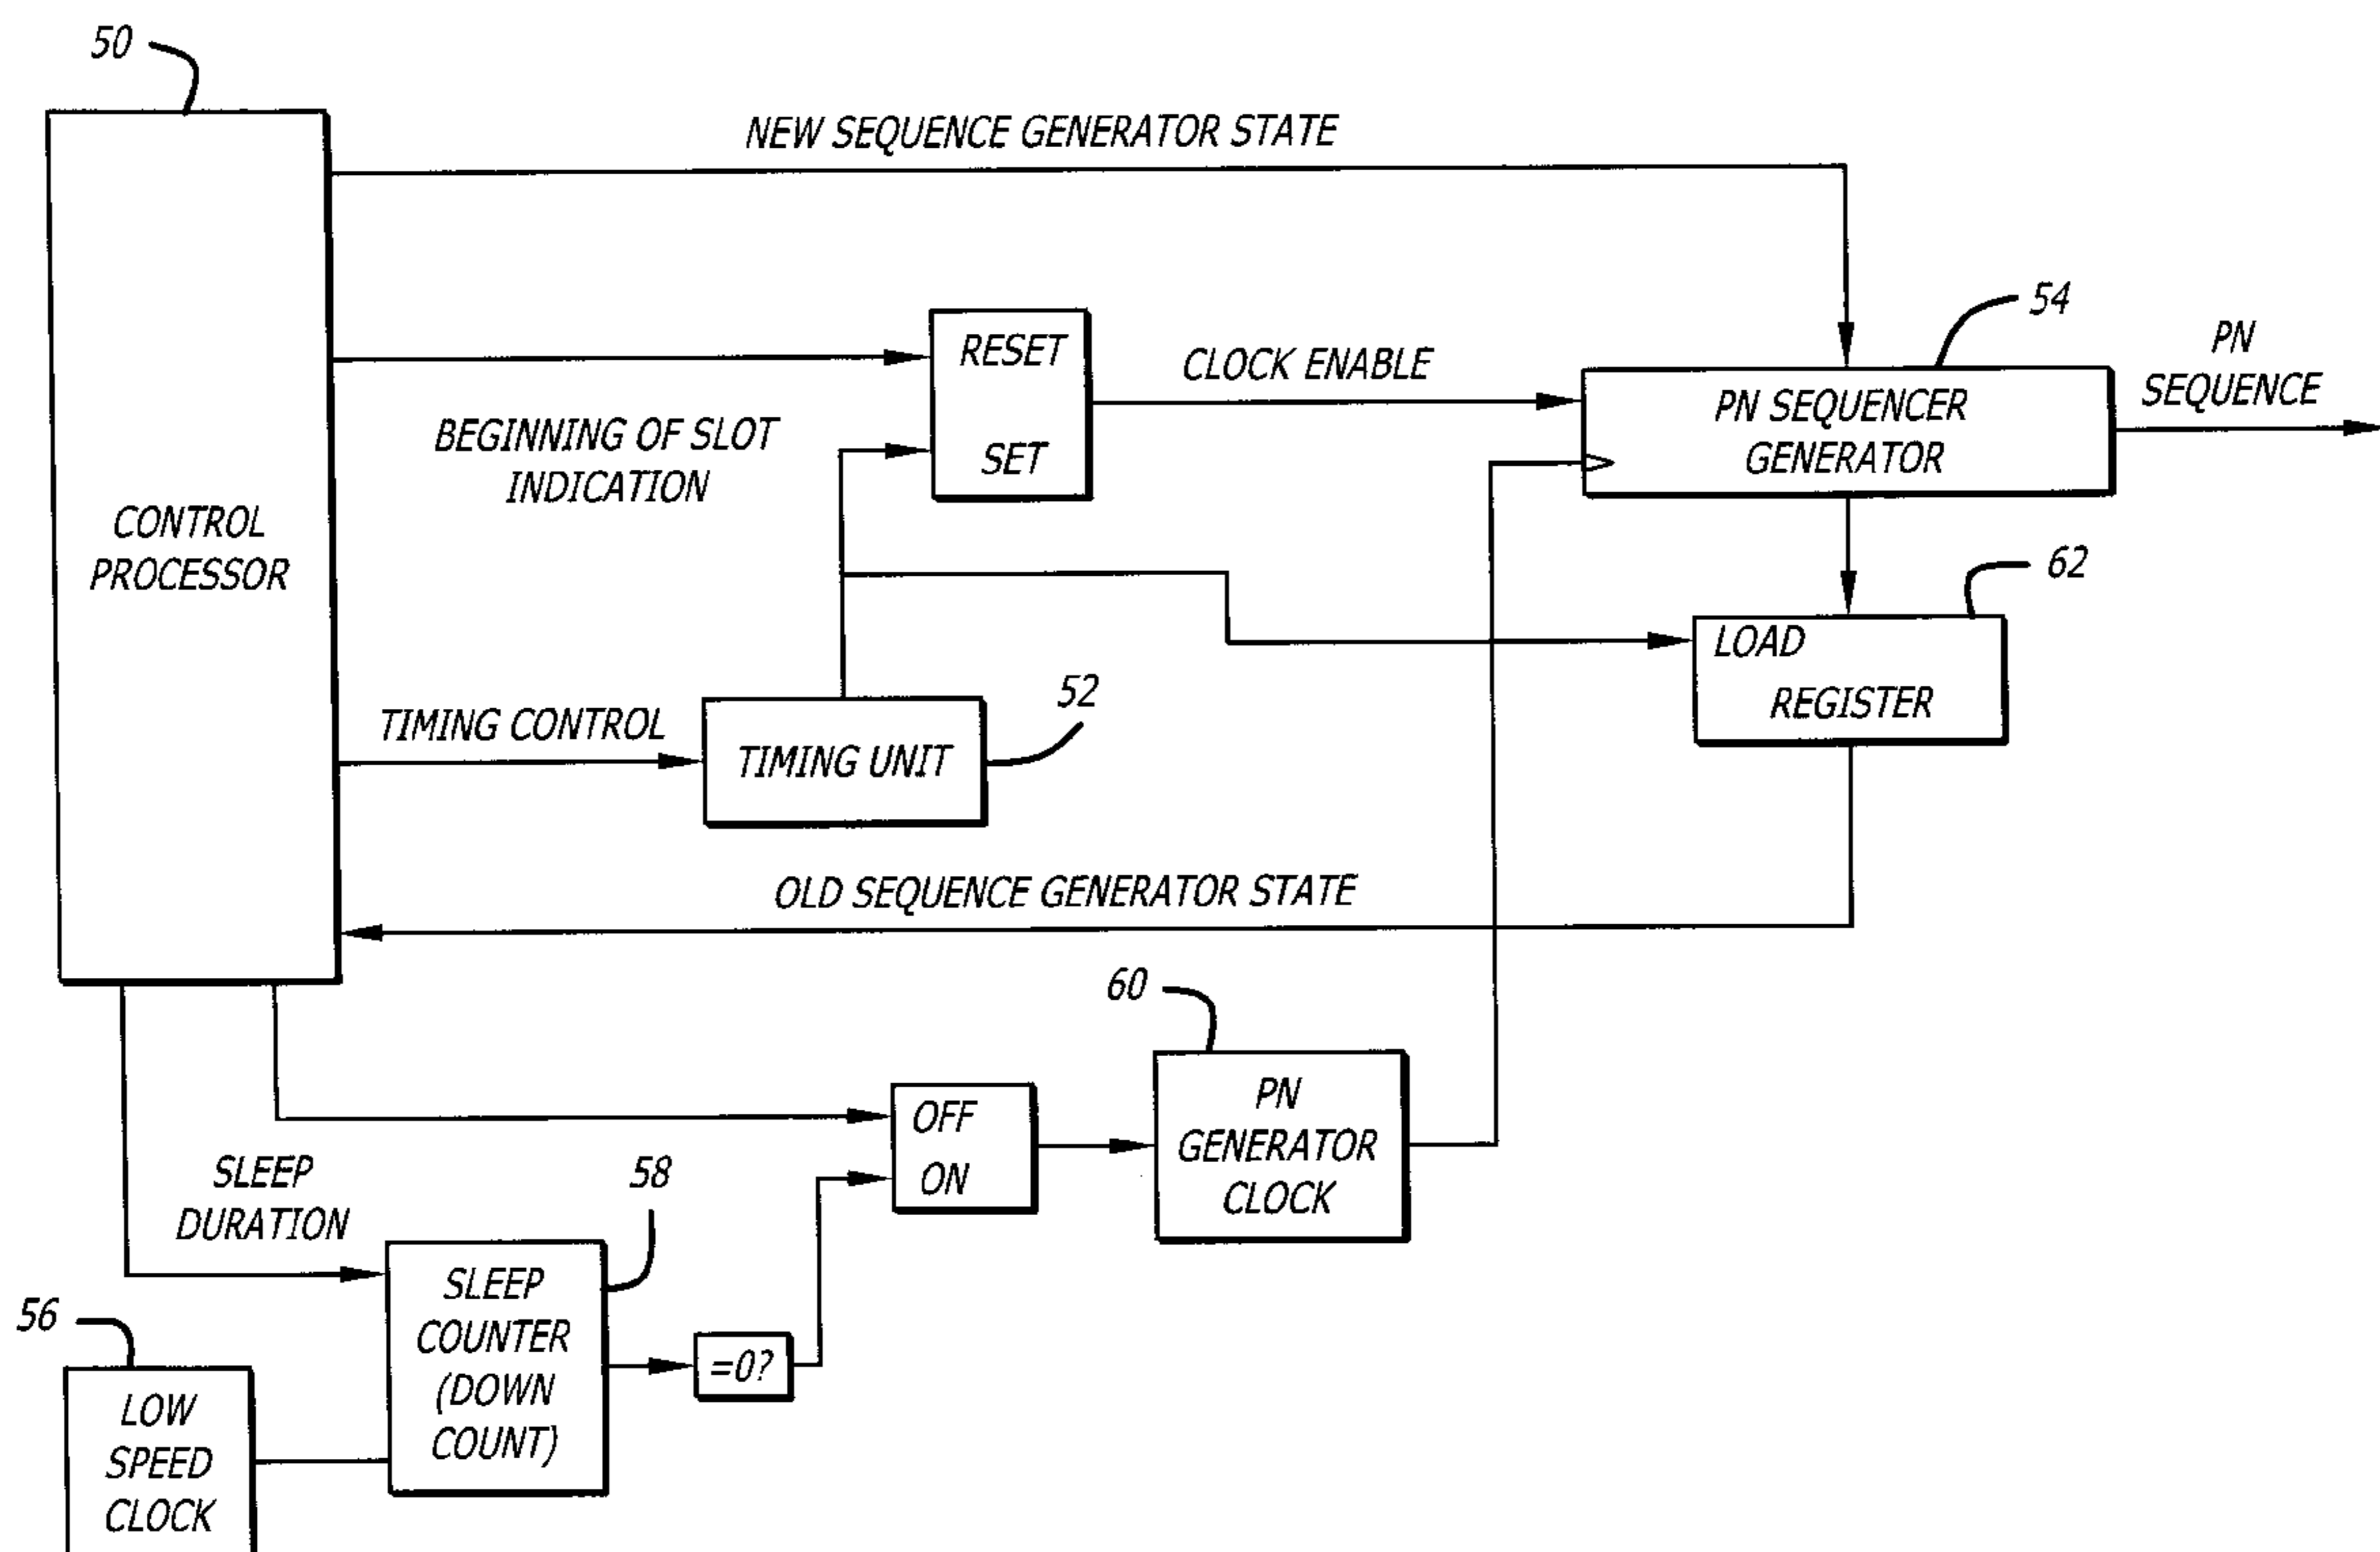 50
NEW SEQUENCE GENERATOR STATE
54
PN
SEQUENCE
RESET
SET
CLOCK ENABLE
PN SEQUENCER
GENERATOR
BEGINNING OF SLOT
INDICATION
CONTROL
PROCESSOR
62
LOAD
REGISTER
52
TIMING CONTROL
TIMING UNIT
OLD SEQUENCE GENERATOR STATE
60
PN
GENERATOR
CLOCK
OFF
ON
SLEEP
DURATION
58
SLEEP
COUNTER
(DOWN
COUNT)
=0?
56
LOW
SPEED
CLOCK